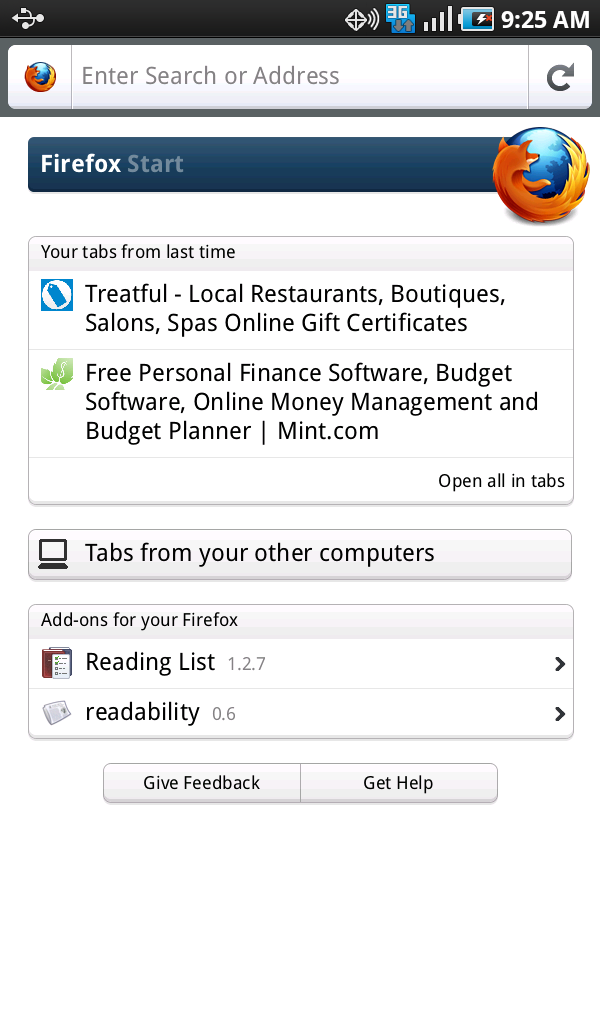 3G 9:25 AM
Enter Search or Address
Firefox Start
Your tabs from last time
Treatful - Local Restaurants, Boutiques,
Salons, Spas Online Gift Certificates
Free Personal Finance Software, Budget
Software, Online Money Management and
Budget Planner | Mint.com
Open all in tabs
Tabs from your other computers
Add-ons for your Firefox
Reading List 1.2.7
readability 0.6
Give Feedback Get Help